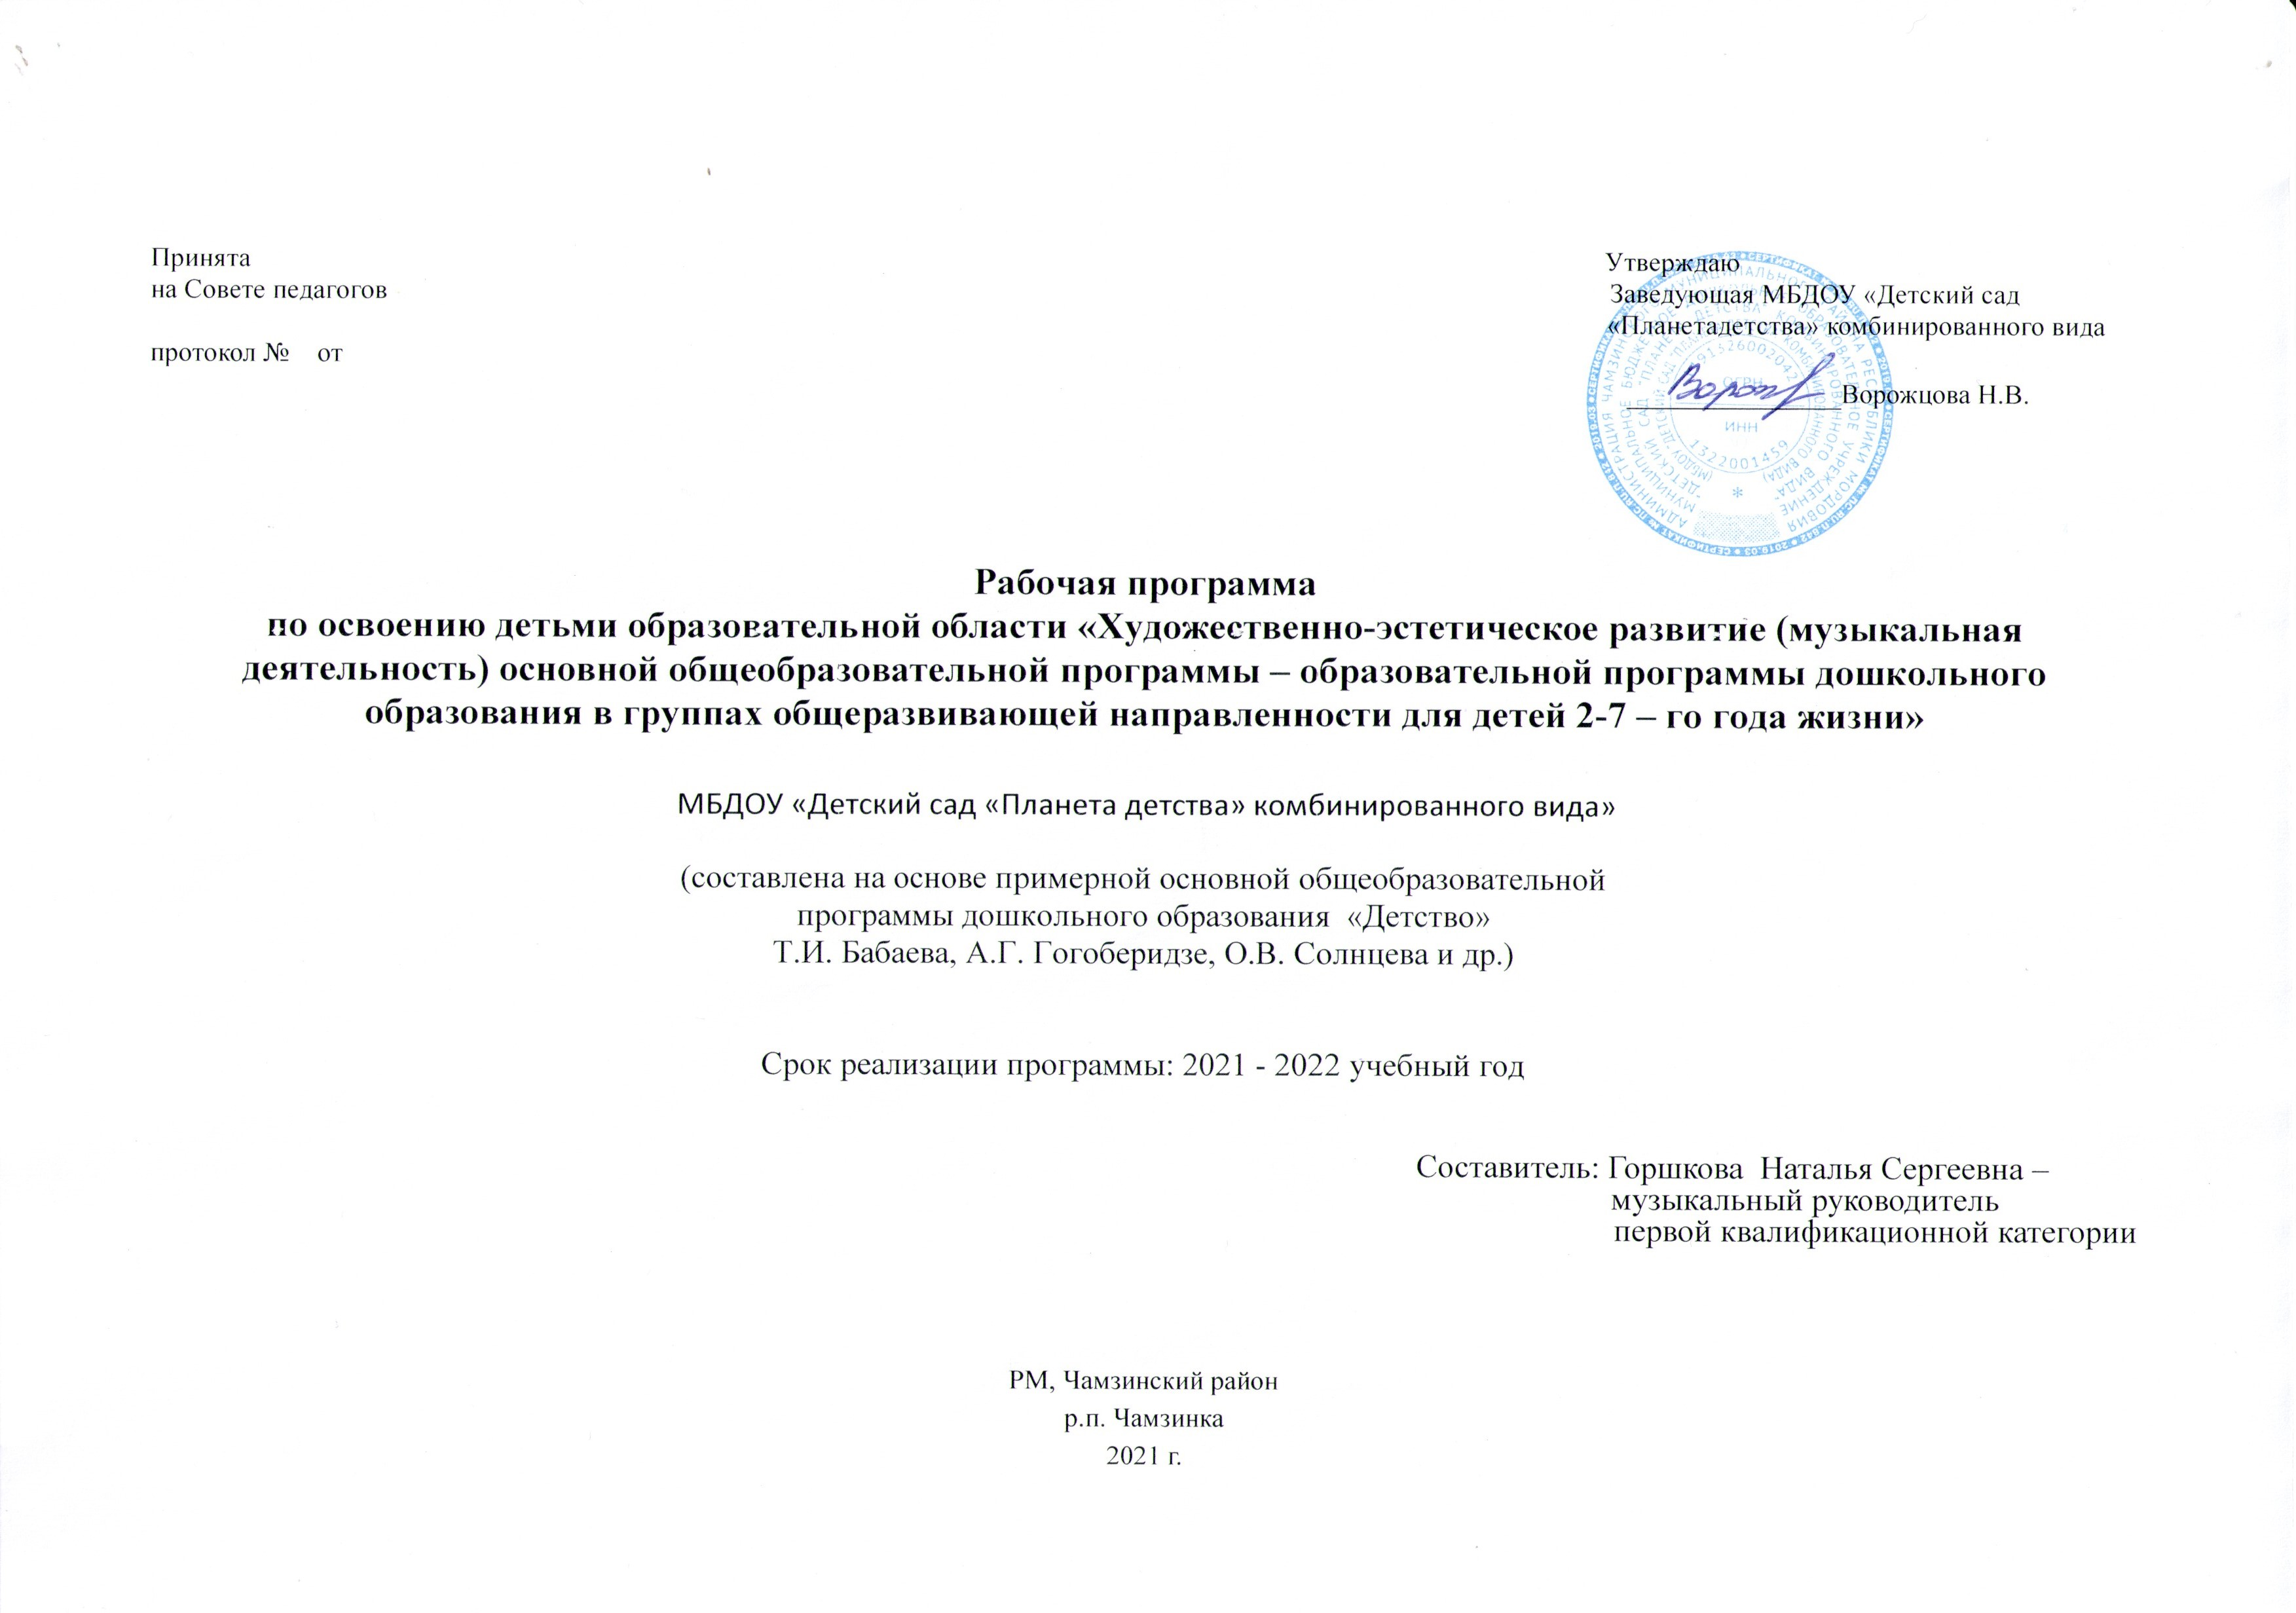 Принята
на Совете педагогов
протокол №    от
Утверждаю
Заведующая МБДОУ «Детский сад
«Планетадетства» комбинированного вида
Ворожцова Н.В.
ИНН
1322001459
Рабочая программа
по освоению детьми образовательной области «Художественно-эстетическое развитие (музыкальная
деятельность) основной общеобразовательной программы – образовательной программы дошкольного
образования в группах общеразвивающей направленности для детей 2-7 – го года жизни»
МБДОУ «Детский сад «Планета детства» комбинированного вида»
(составлена на основе примерной основной общеобразовательной
программы дошкольного образования «Детство»
Т.И. Бабаева, А.Г. Гогоберидзе, О.В. Солнцева и др.)
Срок реализации программы: 2021 - 2022 учебный год
Составитель: Горшкова Наталья Сергеевна –
музыкальный руководитель
первой квалификационной категории
РМ, Чамзинский район
р.п. Чамзинка
2021 г.